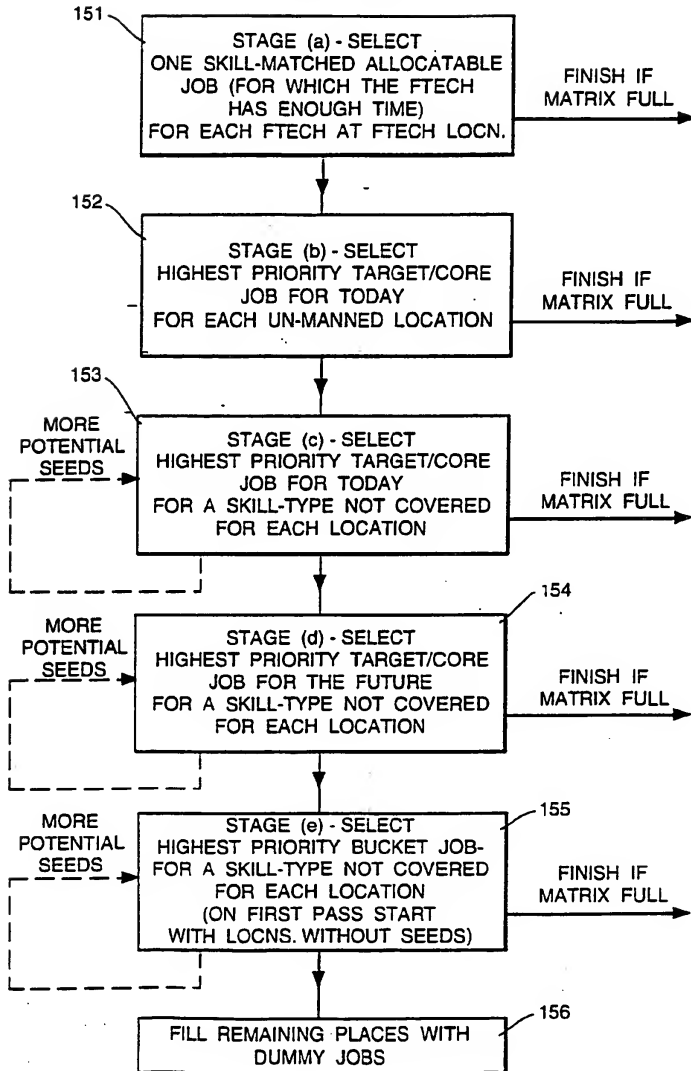 151
STAGE (a) - SELECT
ONE SKILL-MATCHED ALLOCATABLE
JOB (FOR WHICH THE FTECH
HAS ENOUGH TIME)
FOR EACH FTECH AT FTECH LOCN.
FINISH IF
MATRIX FULL
152
STAGE (b) - SELECT
HIGHEST PRIORITY TARGET/CORE
JOB FOR TODAY
FOR EACH UN-MANNED LOCATION
FINISH IF
MATRIX FULL
153
MORE
POTENTIAL
SEEDS
STAGE (c) - SELECT
HIGHEST PRIORITY TARGET/CORE
JOB FOR TODAY
FOR A SKILL-TYPE NOT COVERED
FOR EACH LOCATION
FINISH IF
MATRIX FULL
154
MORE
POTENTIAL
SEEDS
STAGE (d) - SELECT
HIGHEST PRIORITY TARGET/CORE
JOB FOR THE FUTURE
FOR A SKILL-TYPE NOT COVERED
FOR EACH LOCATION
FINISH IF
MATRIX FULL
155
MORE
POTENTIAL
SEEDS
STAGE (e) - SELECT
HIGHEST PRIORITY BUCKET JOB-
FOR A SKILL-TYPE NOT COVERED
FOR EACH LOCATION
(ON FIRST PASS START
WITH LOCNS. WITHOUT SEEDS)
FINISH IF
MATRIX FULL
156
FILL REMAINING PLACES WITH
DUMMY JOBS